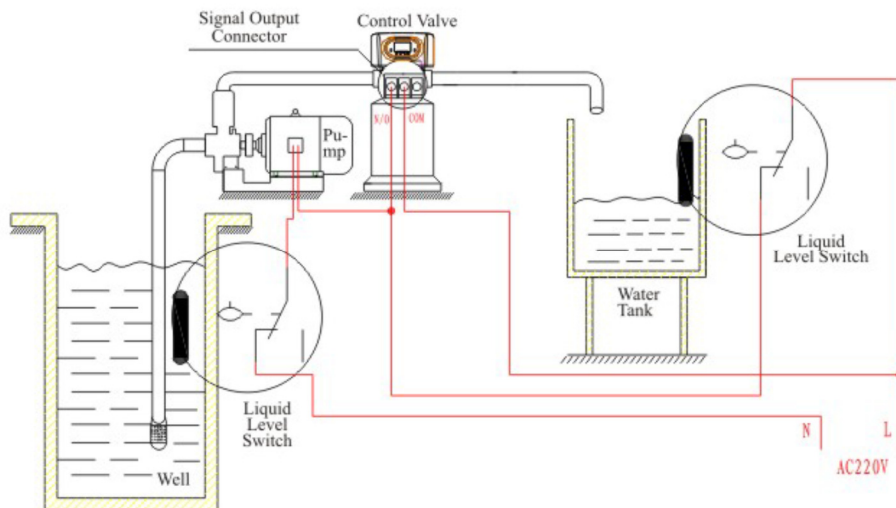 Signal Output
Connector
Control Valve
N/O
COM
Pu-
mp
Liquid
Level Switch
Water
Tank
Liquid
Level
Switch
Well
N
L
AC220V